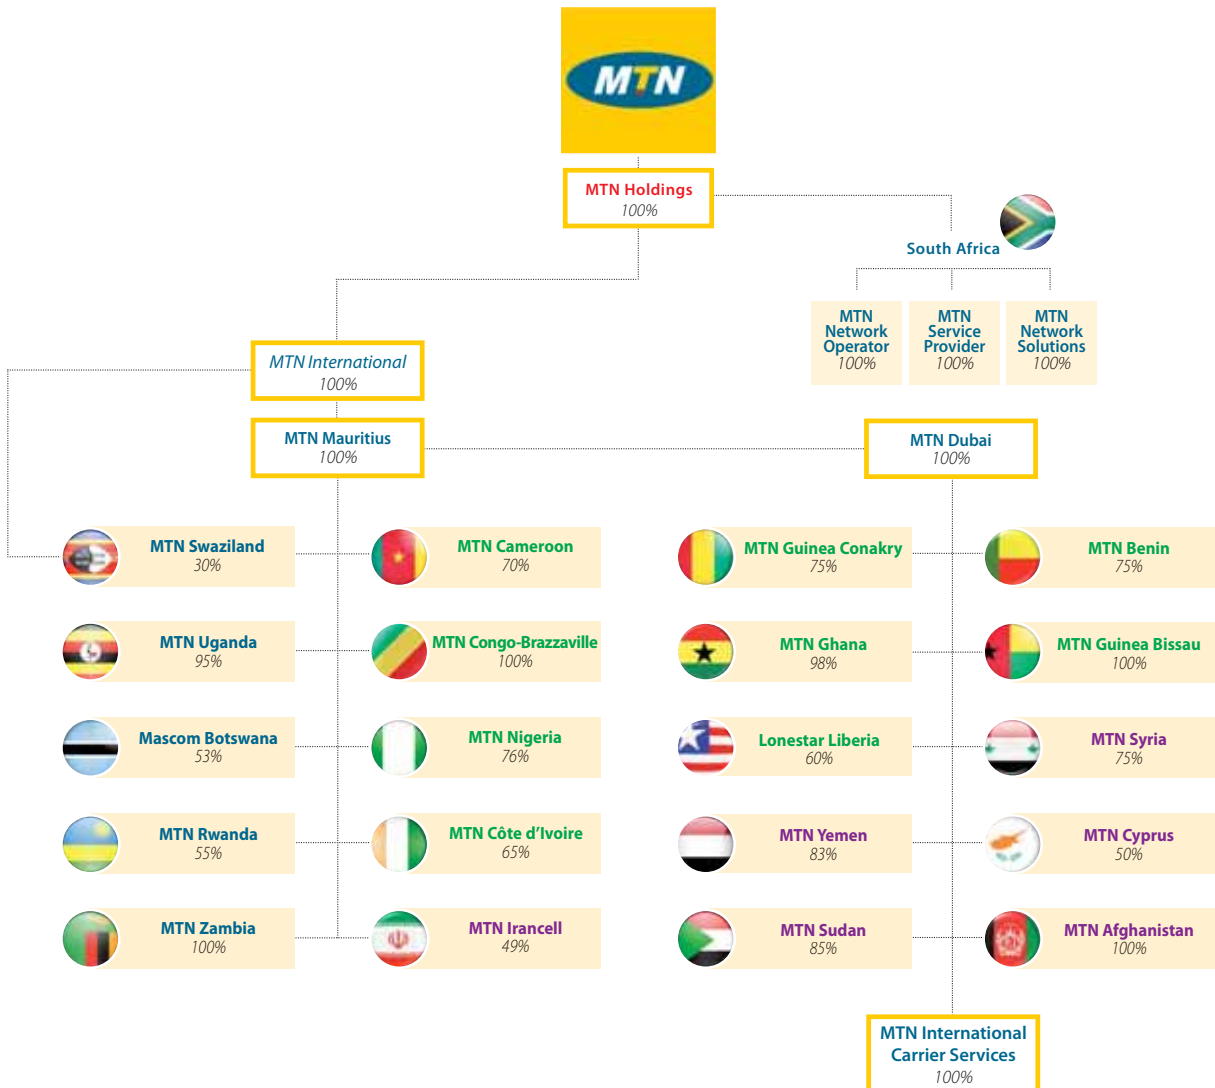 MTN
MTN Holdings
100%
South Africa
MTN
Network
Operator
100%
MTN
Service
Provider
100%
MTN
Network
Solutions
100%
MTN International
100%
MTN Mauritius
100%
MTN Dubai
100%
MTN Swaziland
30%
MTN Cameroon
70%
MTN Guinea Conakry
75%
MTN Benin
75%
MTN Uganda
95%
MTN Congo-Brazzaville
100%
MTN Ghana
98%
MTN Guinea Bissau
100%
Mascom Botswana
53%
MTN Nigeria
76%
Lonestar Liberia
60%
MTN Syria
75%
MTN Rwanda
55%
MTN Côte d’Ivoire
65%
MTN Yemen
83%
MTN Cyprus
50%
MTN Zambia
100%
MTN Irancell
49%
MTN Sudan
85%
MTN Afghanistan
100%
MTN International
Carrier Services
100%